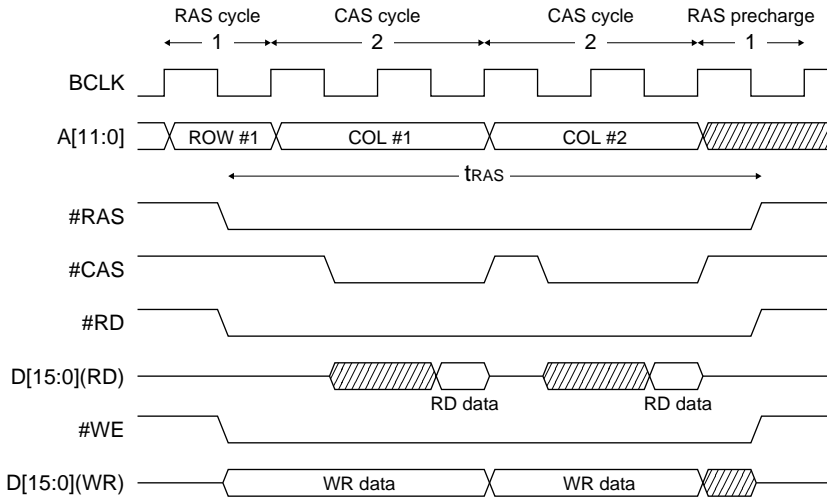 RAS cycle CAS cycle CAS cycle RAS precharge
1 2 2 1
BCLK
A[11:0] ROW #1 COL #1 COL #2
tRAS
#RAS
#CAS
#RD
D[15:0](RD)
RD data RD data
#WE
D[15:0](WR) WR data WR data